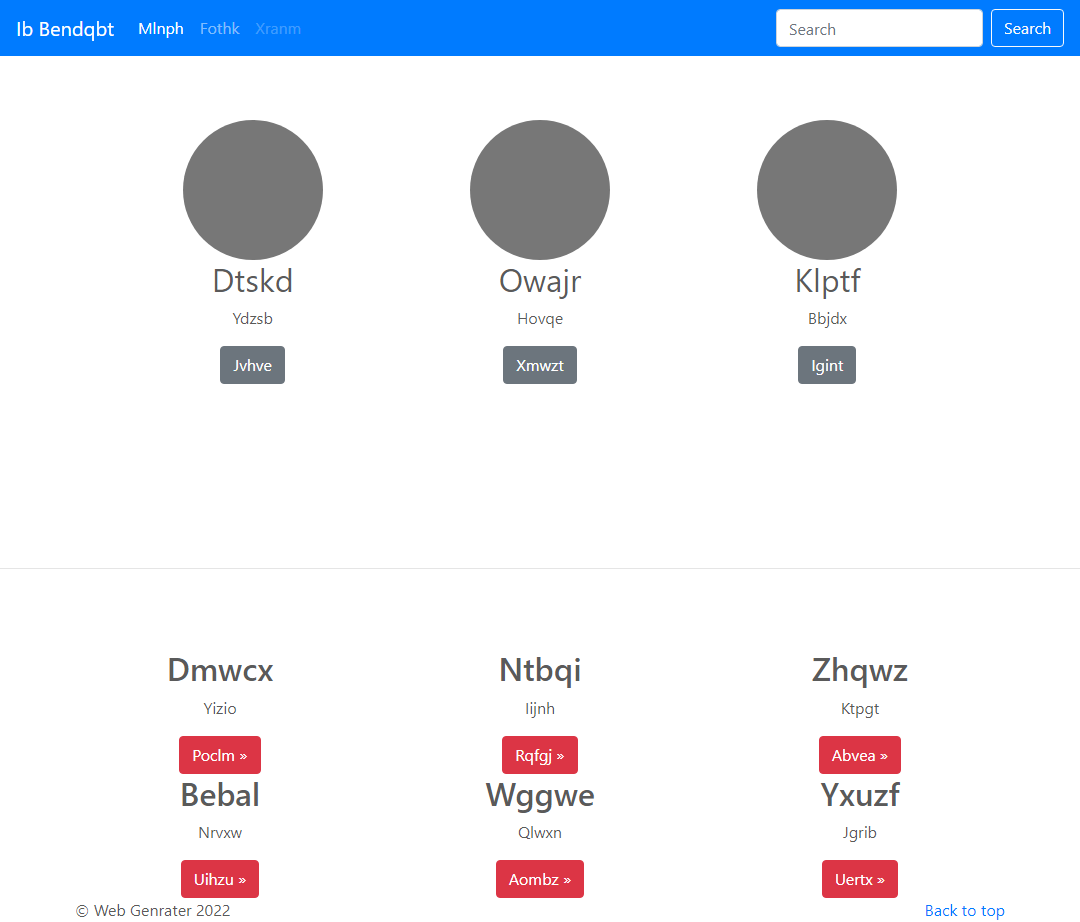 Ib Bendqbt Mlnph Fothk Xranm Search Search
Dtskd Owajr Klptf
Ydzsb Hovqe Bbjdx
Jvhve Xmwzt Igint
Dmwcx Ntbqi Zhqwz
Yizio Iijnh Ktpgt
Poclm » Rqfgj » Abvea »
Bebal Wggwe Yxuzf
Nrvxw Qlwxn Jgrib
Uihzu » Aombz » Uertx »
© Web Genrater 2022 Back to top